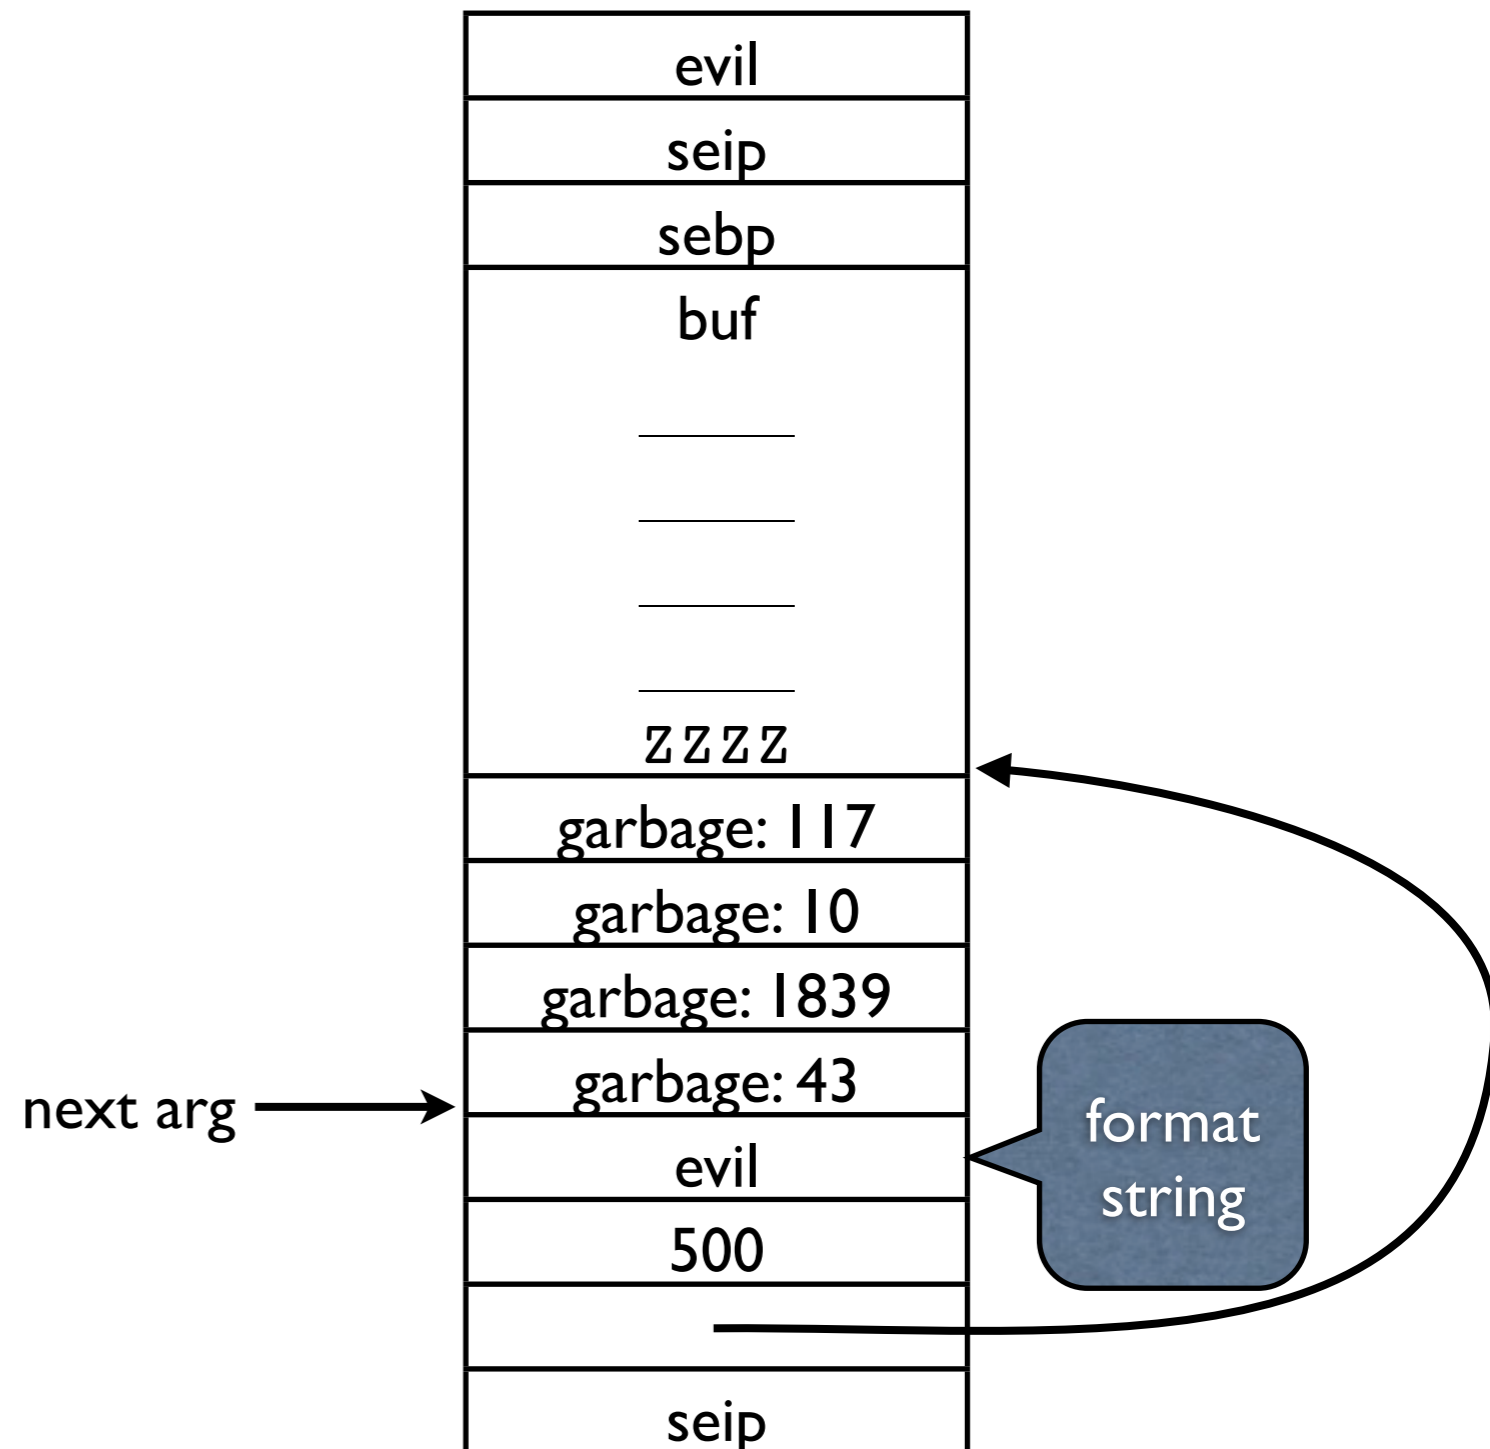 evil
seip
sebp
buf
ZZZZ
garbage: 117
garbage: 10
garbage: 1839
garbage: 43
next arg
evil
format
string
500
seip